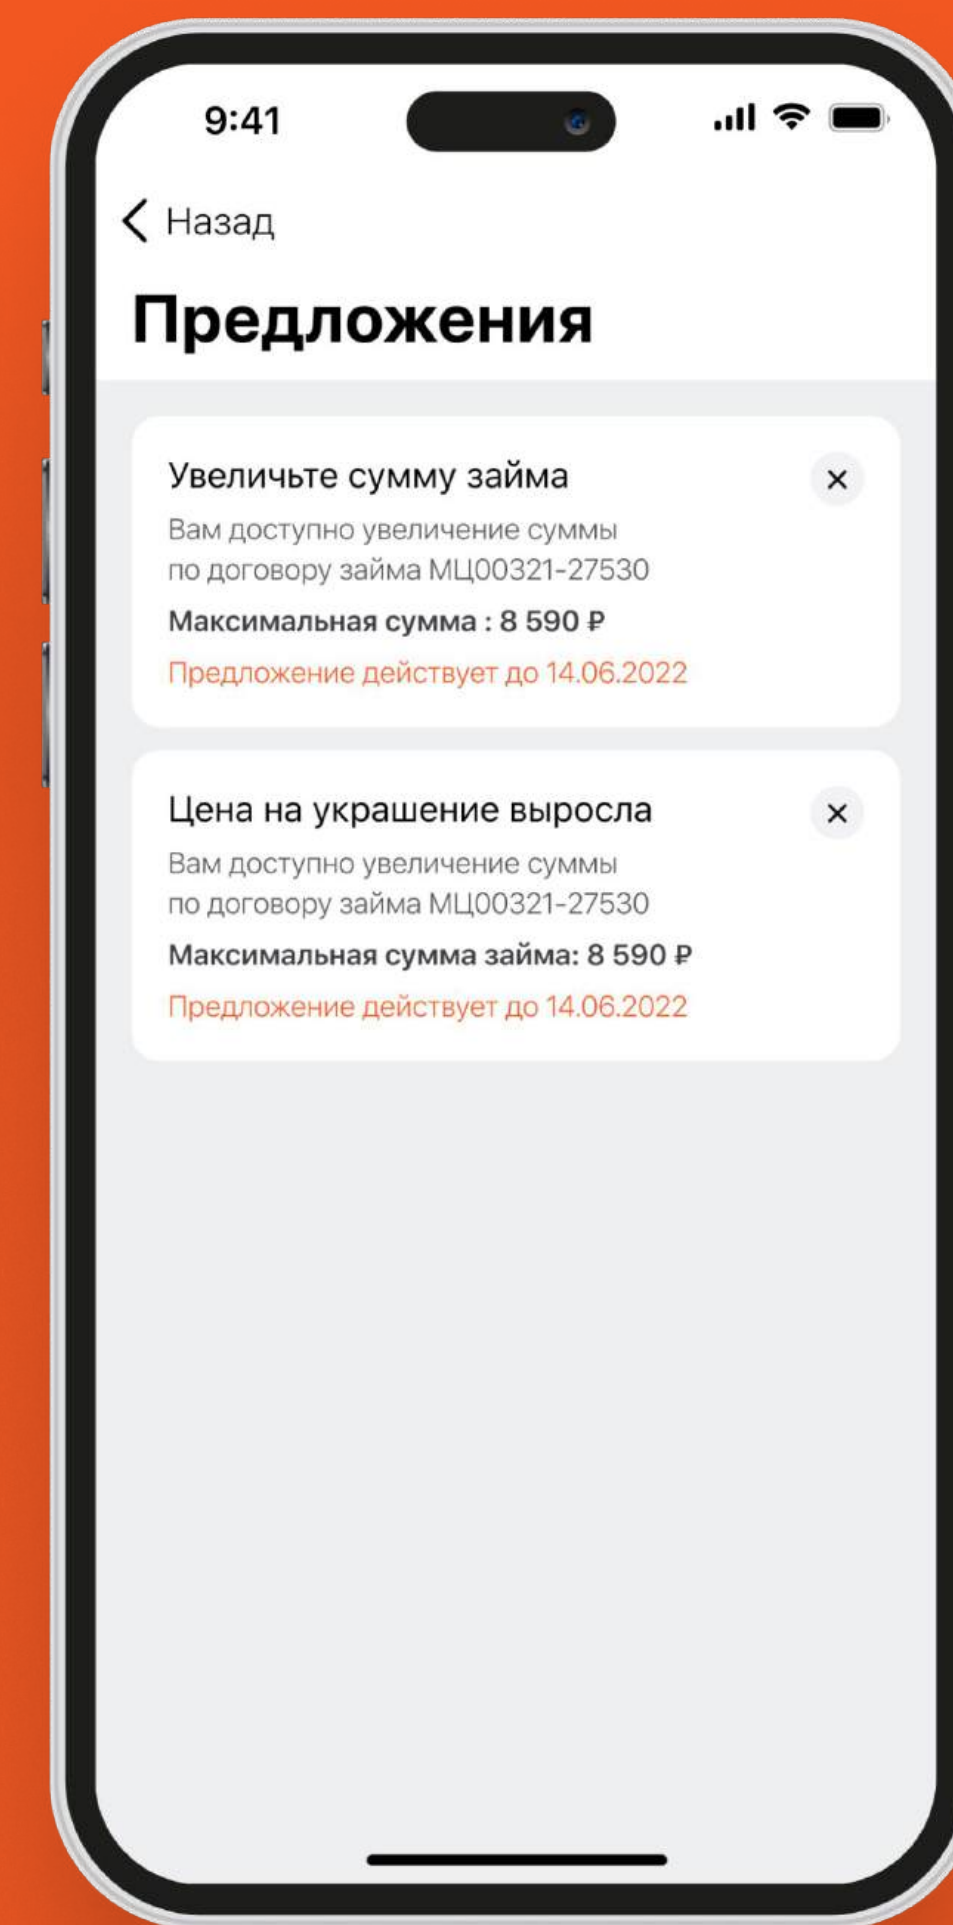 9:41
Назад
Предложения
Увеличьте сумму займа
Вам доступно увеличение суммы
по договору займа МЦ00321-27530
Максимальная сумма : 8 590 ₽
Предложение действует до 14.06.2022
Цена на украшение выросла
Вам доступно увеличение суммы
по договору займа МЦ00321-27530
Максимальная сумма займа: 8 590 ₽
Предложение действует до 14.06.2022